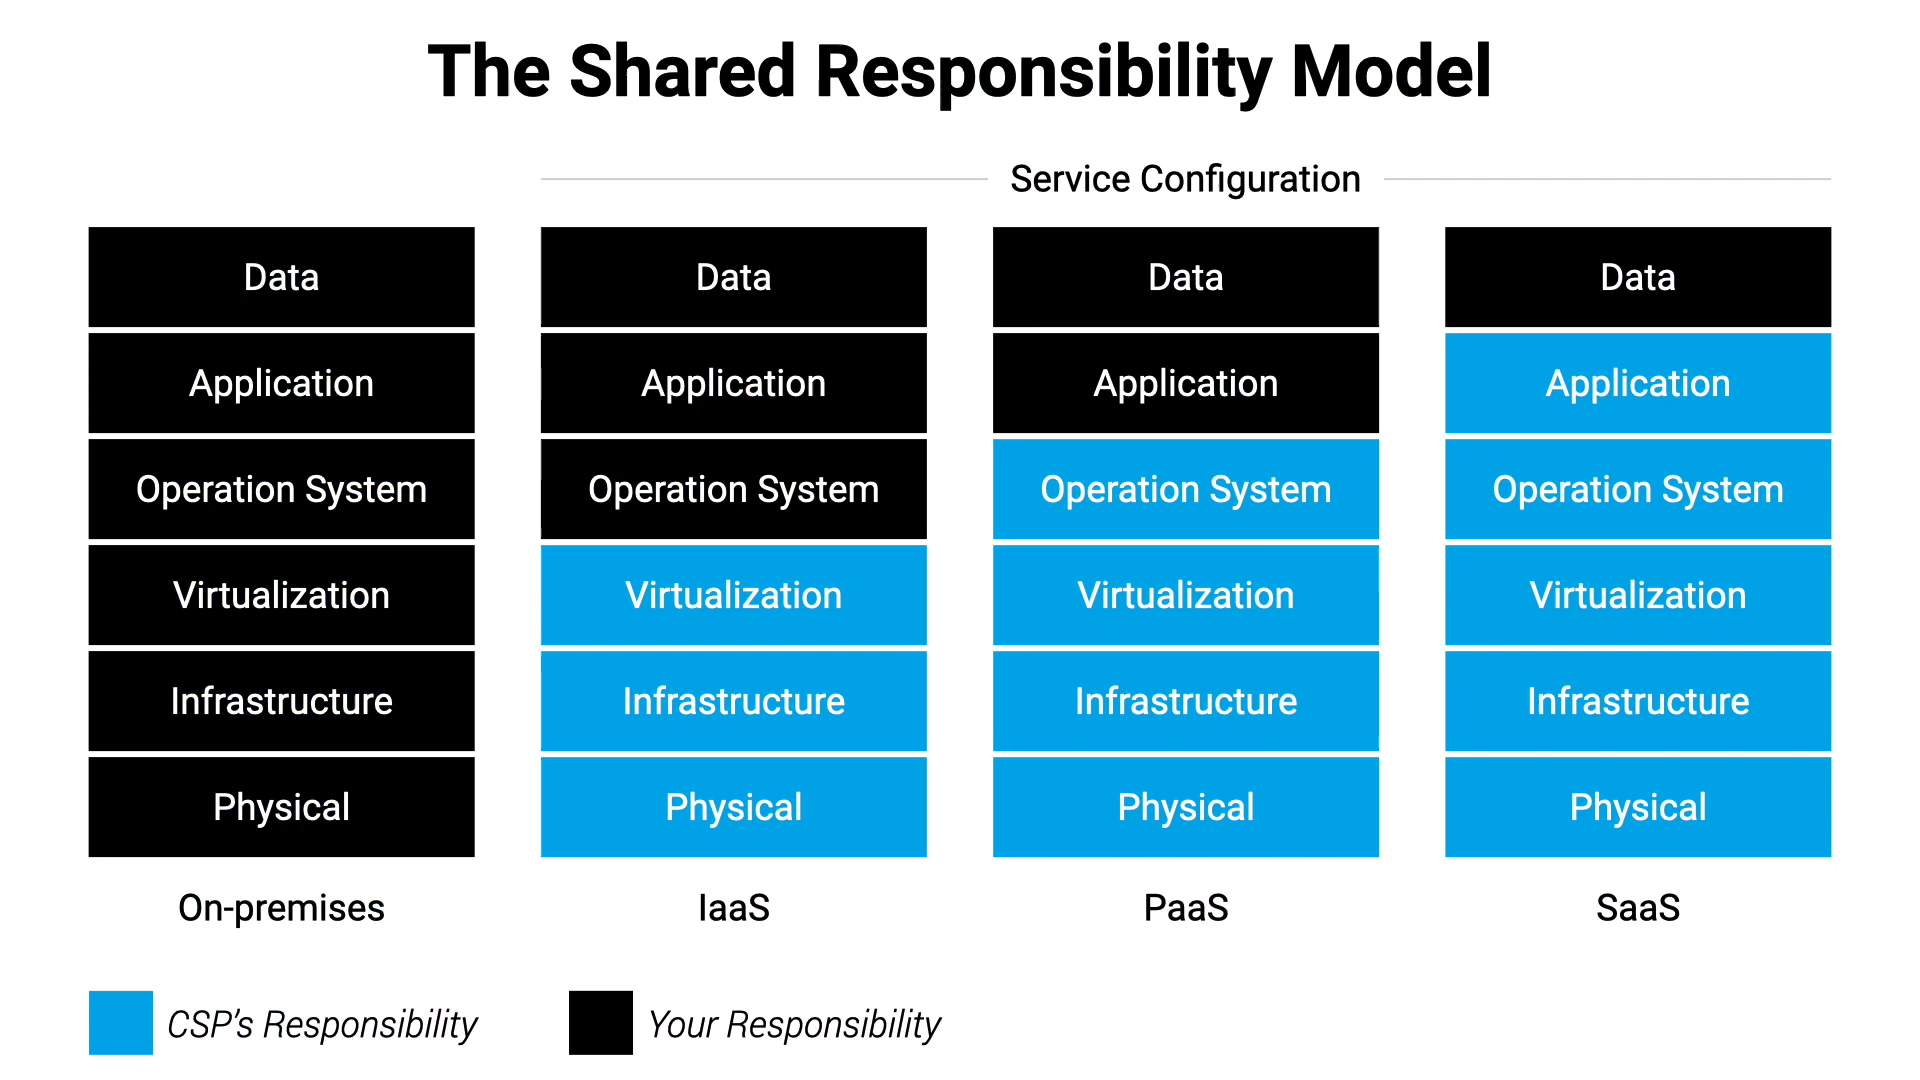 The Shared Responsibility Model
Service Configuration
Data
Application
Operation System
Virtualization
Infrastructure
Physical
On-premises
Data
Application
Operation System
Virtualization
Infrastructure
Physical
IaaS
Data
Application
Operation System
Virtualization
Infrastructure
Physical
PaaS
Data
Application
Operation System
Virtualization
Infrastructure
Physical
SaaS
CSP’s Responsibility
Your Responsibility